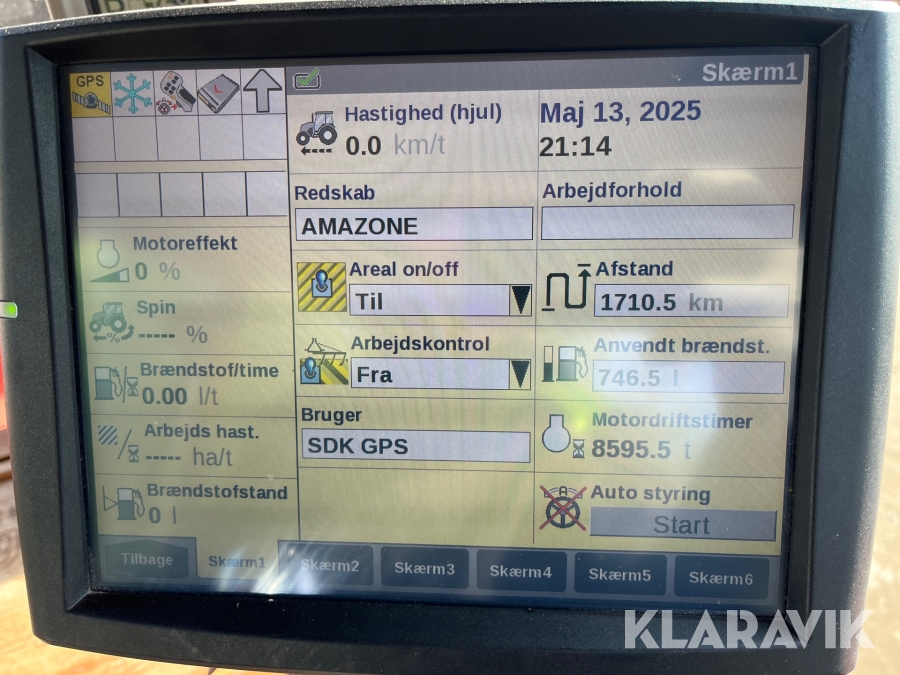 GPS
Skærm1
Hastighed (hjul)
0.0 km/t
Maj 13, 2025
21:14
Redskab
AMAZONE
Arbejdforhold
Motoreffekt
0 %
Areal on/off
Til
Afstand
1710.5 km
Spin
----- %
Arbejdskontrol
Fra
Anvendt brændst.
746.5 l
Brændstof/time
0.00 l/t
Bruger
SDK GPS
Motordriftstimer
8595.5 t
Arbejds hast.
----- ha/t
Brændstofstand
0 l
Auto styring
Start
Tilbage
Skærm1
Skærm2
Skærm3
Skærm4
Skærm5
Skærm6
KLARAVIK